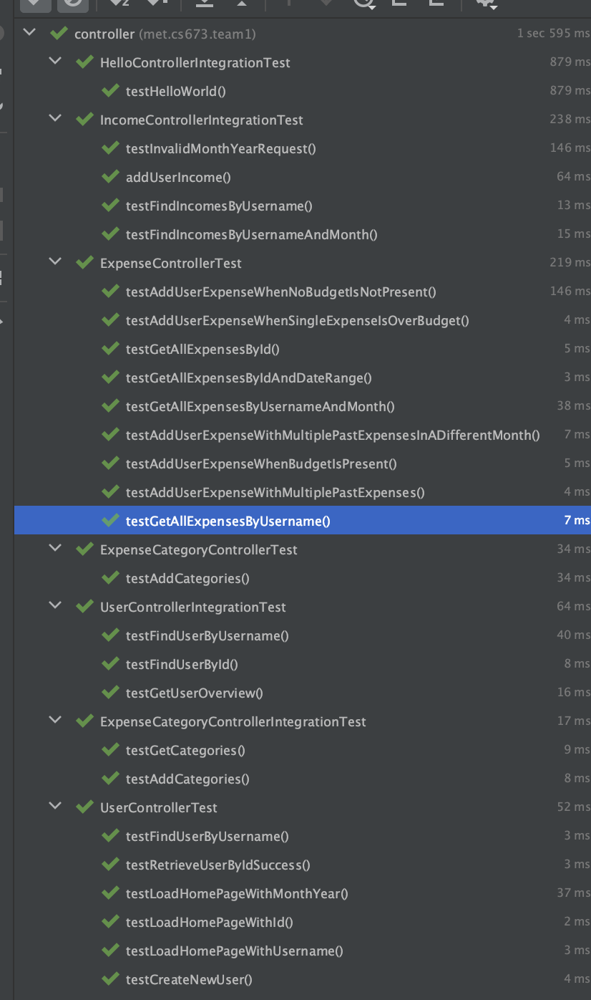 controller (met.cs673.team1) 1 sec 595 ms
HelloControllerIntegrationTest 879 ms
testHelloWorld() 879 ms
IncomeControllerIntegrationTest 238 ms
testInvalidMonthYearRequest() 146 ms
addUserIncome() 64 ms
testFindIncomesByUsername() 13 ms
testFindIncomesByUsernameAndMonth() 15 ms
ExpenseControllerTest 219 ms
testAddUserExpenseWhenNoBudgetIsNotPresent() 146 ms
testAddUserExpenseWhenSingleExpenseIsOverBudget() 4 ms
testGetAllExpensesById() 5 ms
testGetAllExpensesByIdAndDateRange() 3 ms
testGetAllExpensesByUsernameAndMonth() 38 ms
testAddUserExpenseWithMultiplePastExpensesInADifferentMonth() 7 ms
testAddUserExpenseWhenBudgetIsPresent() 5 ms
testAddUserExpenseWithMultiplePastExpenses() 4 ms
testGetAllExpensesByUsername() 7 ms
ExpenseCategoryControllerTest 34 ms
testAddCategories() 34 ms
UserControllerIntegrationTest 64 ms
testFindUserByUsername() 40 ms
testFindUserById() 8 ms
testGetUserOverview() 16 ms
ExpenseCategoryControllerIntegrationTest 17 ms
testGetCategories() 9 ms
testAddCategories() 8 ms
UserControllerTest 52 ms
testFindUserByUsername() 3 ms
testRetrieveUserByIdSuccess() 3 ms
testLoadHomePageWithMonthYear() 37 ms
testLoadHomePageWithId() 2 ms
testLoadHomePageWithUsername() 3 ms
testCreateNewUser() 4 ms